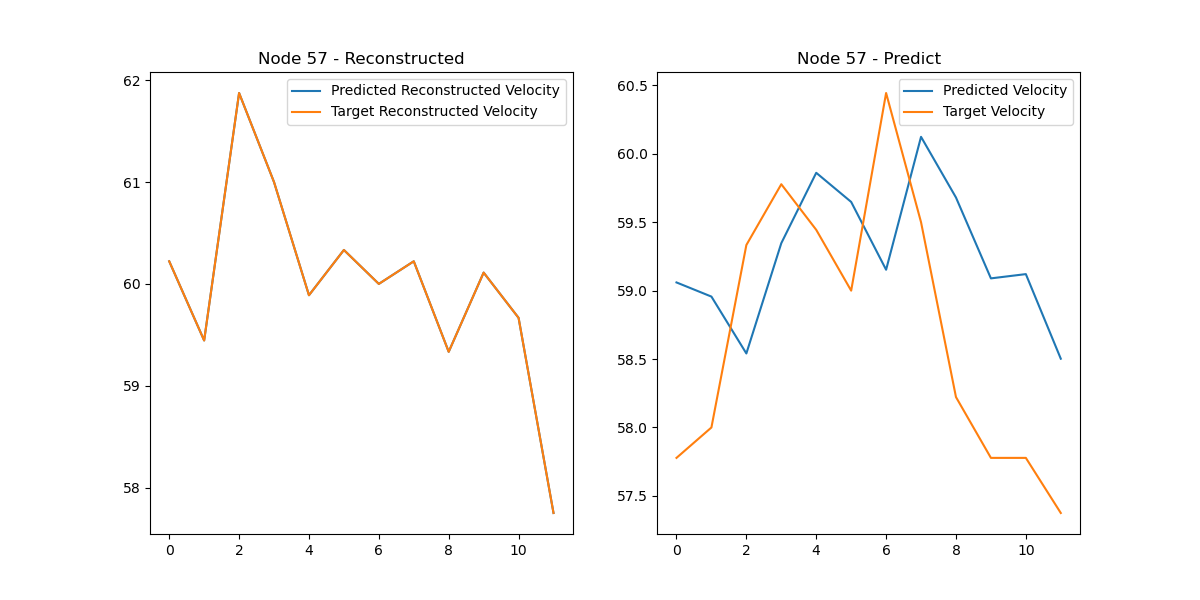 Node 57 - Reconstructed
Predicted Reconstructed Velocity
Target Reconstructed Velocity
62
61
60
59
58
0 2 4 6 8 10
Node 57 - Predict
Predicted Velocity
Target Velocity
60.5
60.0
59.5
59.0
58.5
58.0
57.5
0 2 4 6 8 10